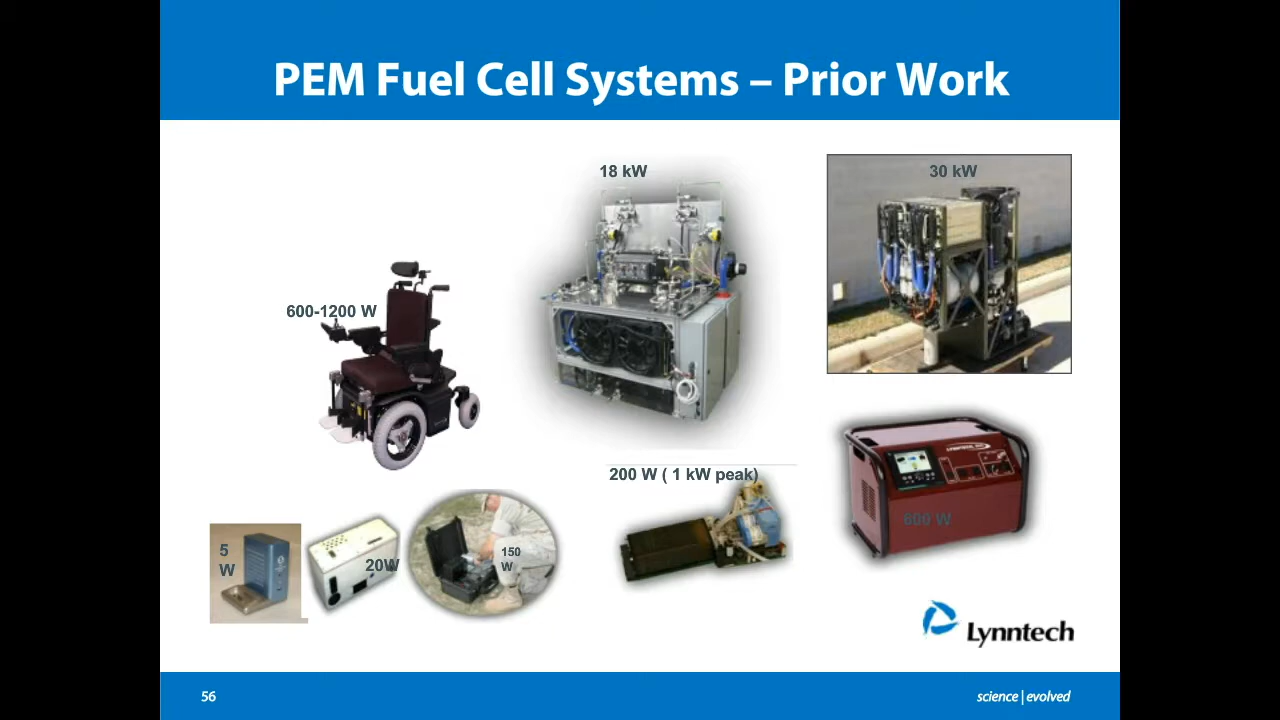 PEM Fuel Cell Systems – Prior Work
18 kW
30 kW
600-1200 W
200 W ( 1 kW peak)
5
W
20W
150
W
600 W
Lynntech
56
science | evolved